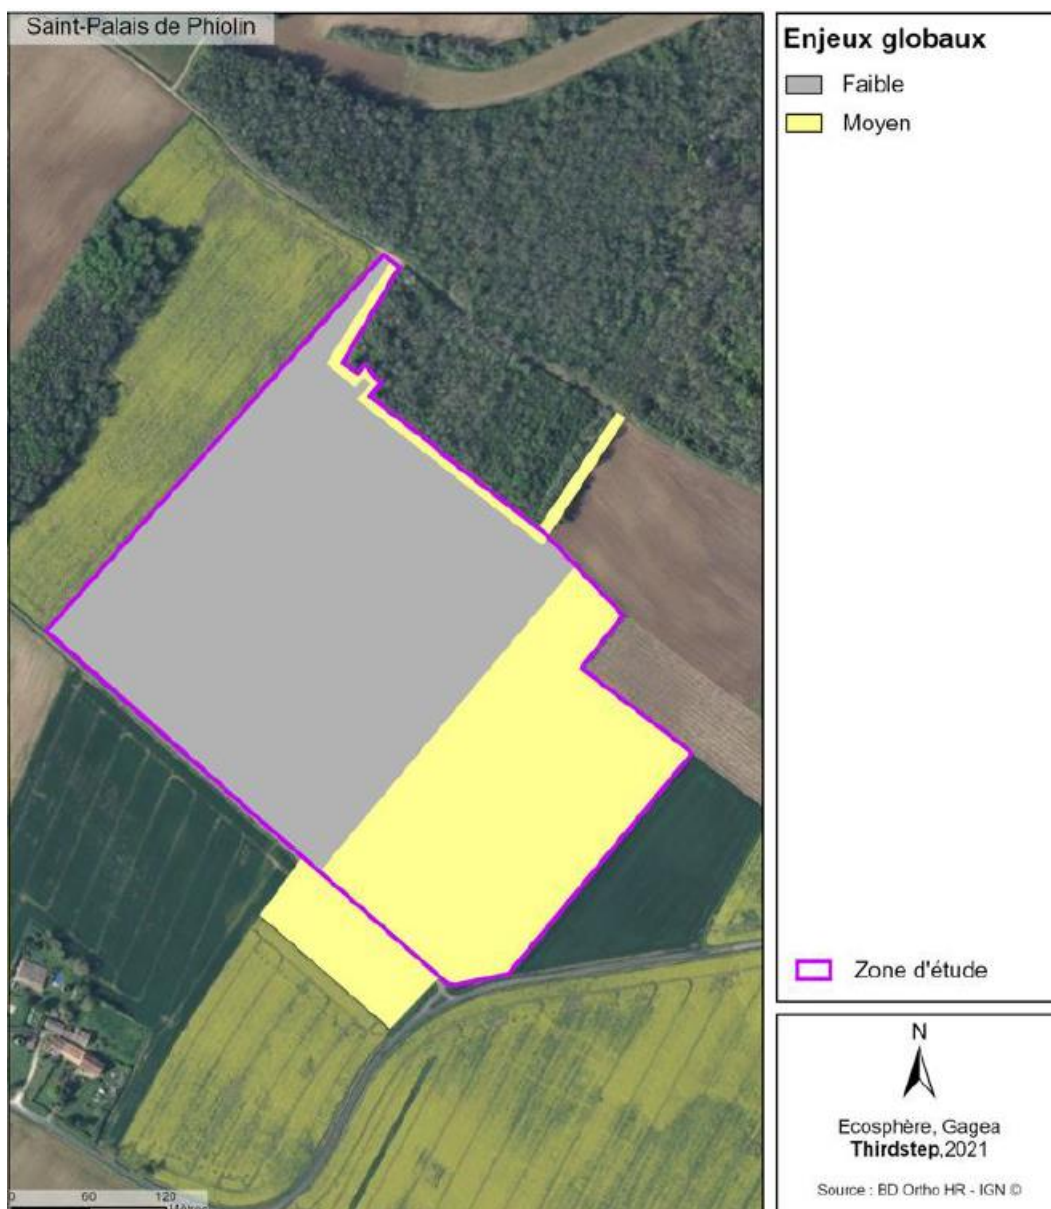 Saint-Palais de Phiolin
Enjeux globaux
Faible
Moyen
Zone d'étude
N
Ecosphère, Gagea
Thirdstep,2021
Source : BD Ortho HR - IGN ©
0 60 120
Mètres